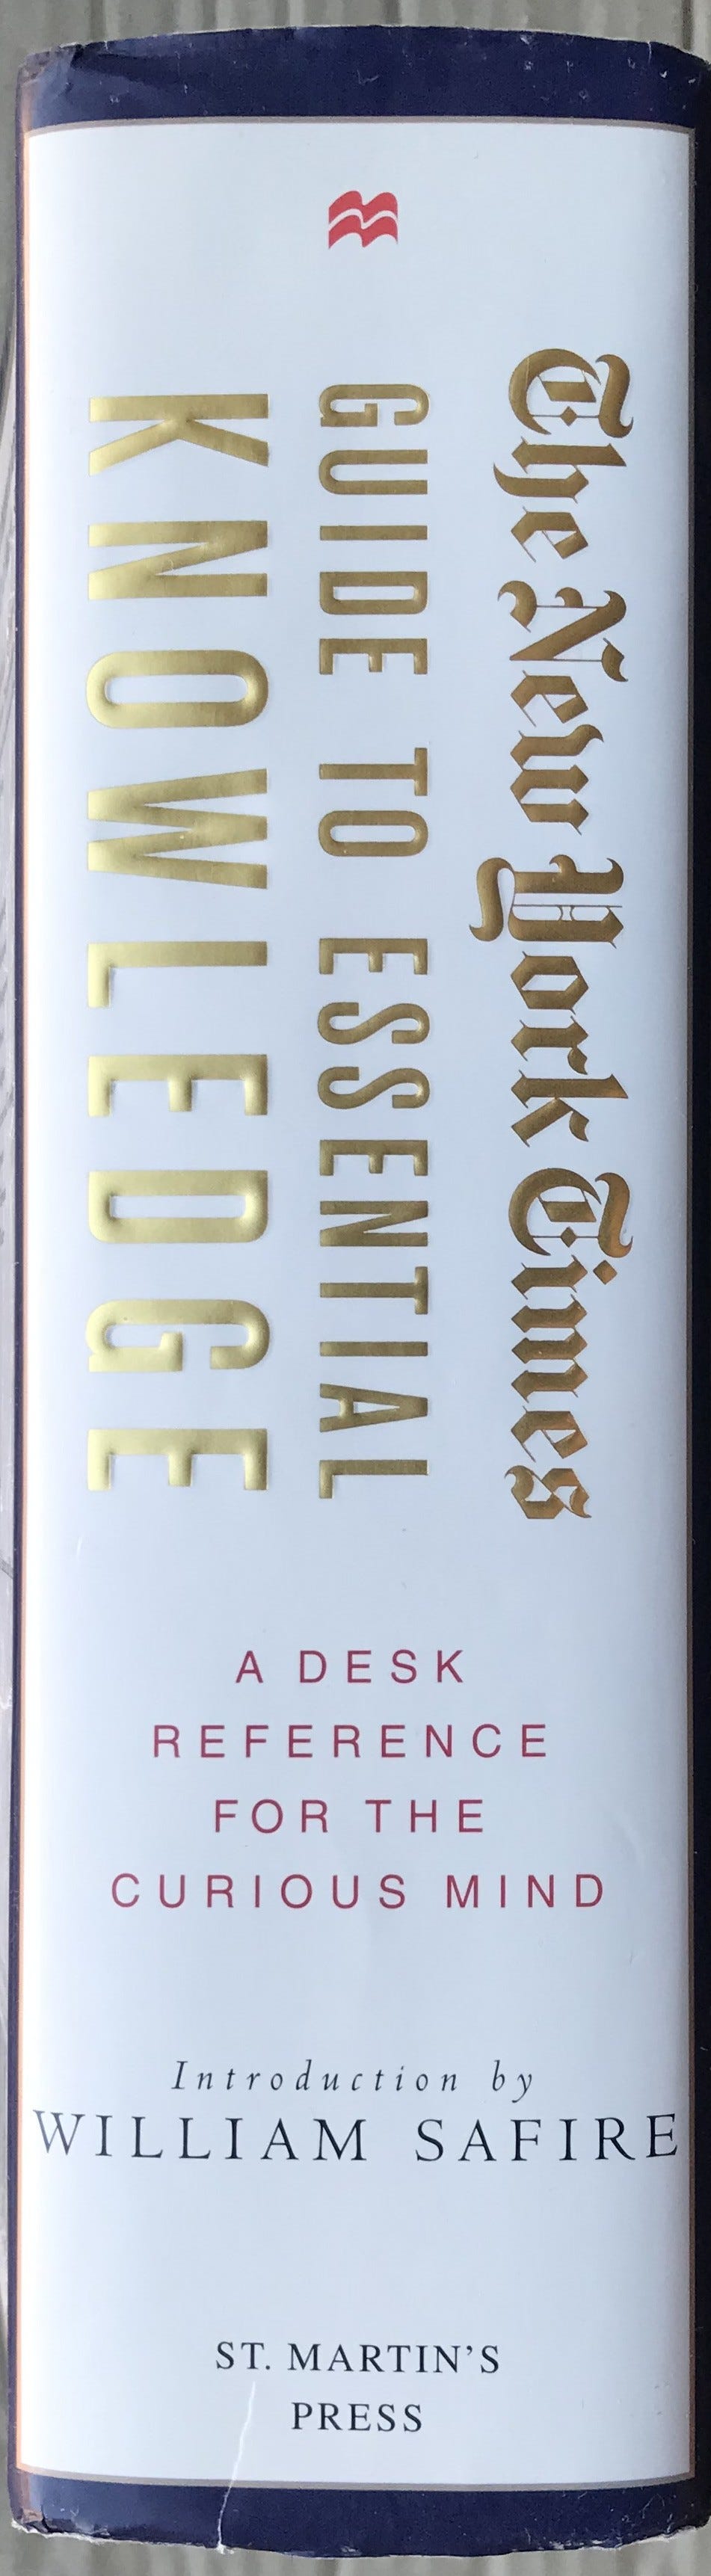 The New York Times
GUIDE TO ESSENTIAL
KNOWLEDGE
A DESK
REFERENCE
FOR THE
CURIOUS MIND
Introduction by
WILLIAM SAFIRE
ST. MARTIN'S
PRESS